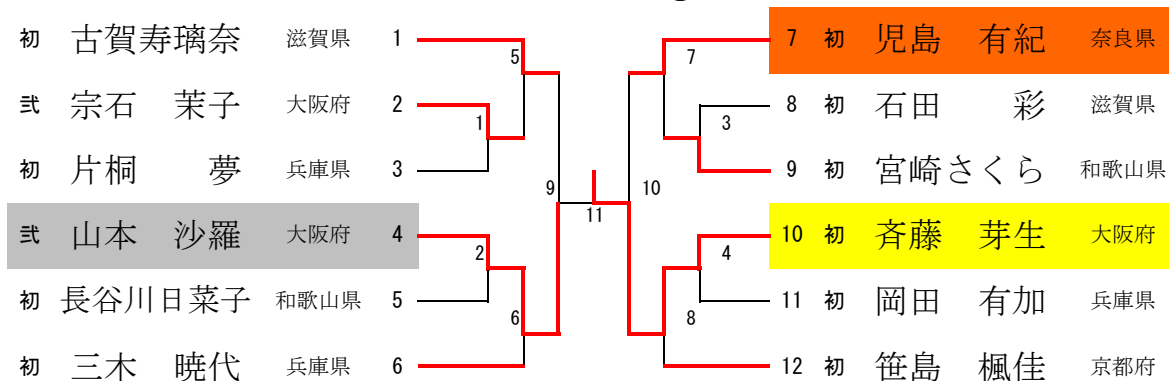 初 古賀寿璃奈 滋賀県 1
弐 宗石 茉子 大阪府 2
初 片桐 夢 兵庫県 3
弐 山本 沙羅 大阪府 4
初 長谷川日菜子 和歌山県 5
初 三木 暁代 兵庫県 6
5
1
9
2
6
11
7
3
10
4
8
7 初 児島 有紀 奈良県
8 初 石田 彩 滋賀県
9 初 宮崎さくら 和歌山県
10 初 斉藤 芽生 大阪府
11 初 岡田 有加 兵庫県
12 初 笹島 楓佳 京都府